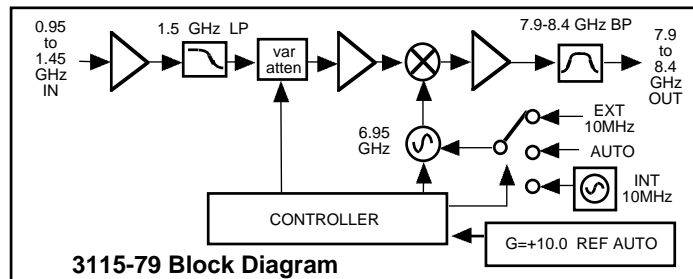 0.95
to
1.45
GHz
IN
1.5 GHz LP
var
atten
7.9-8.4 GHz BP
7.9
to
8.4
GHz
OUT
6.95
GHz
EXT
10MHz
AUTO
INT
10MHz
CONTROLLER
G=+10.0 REF AUTO
3115-79 Block Diagram